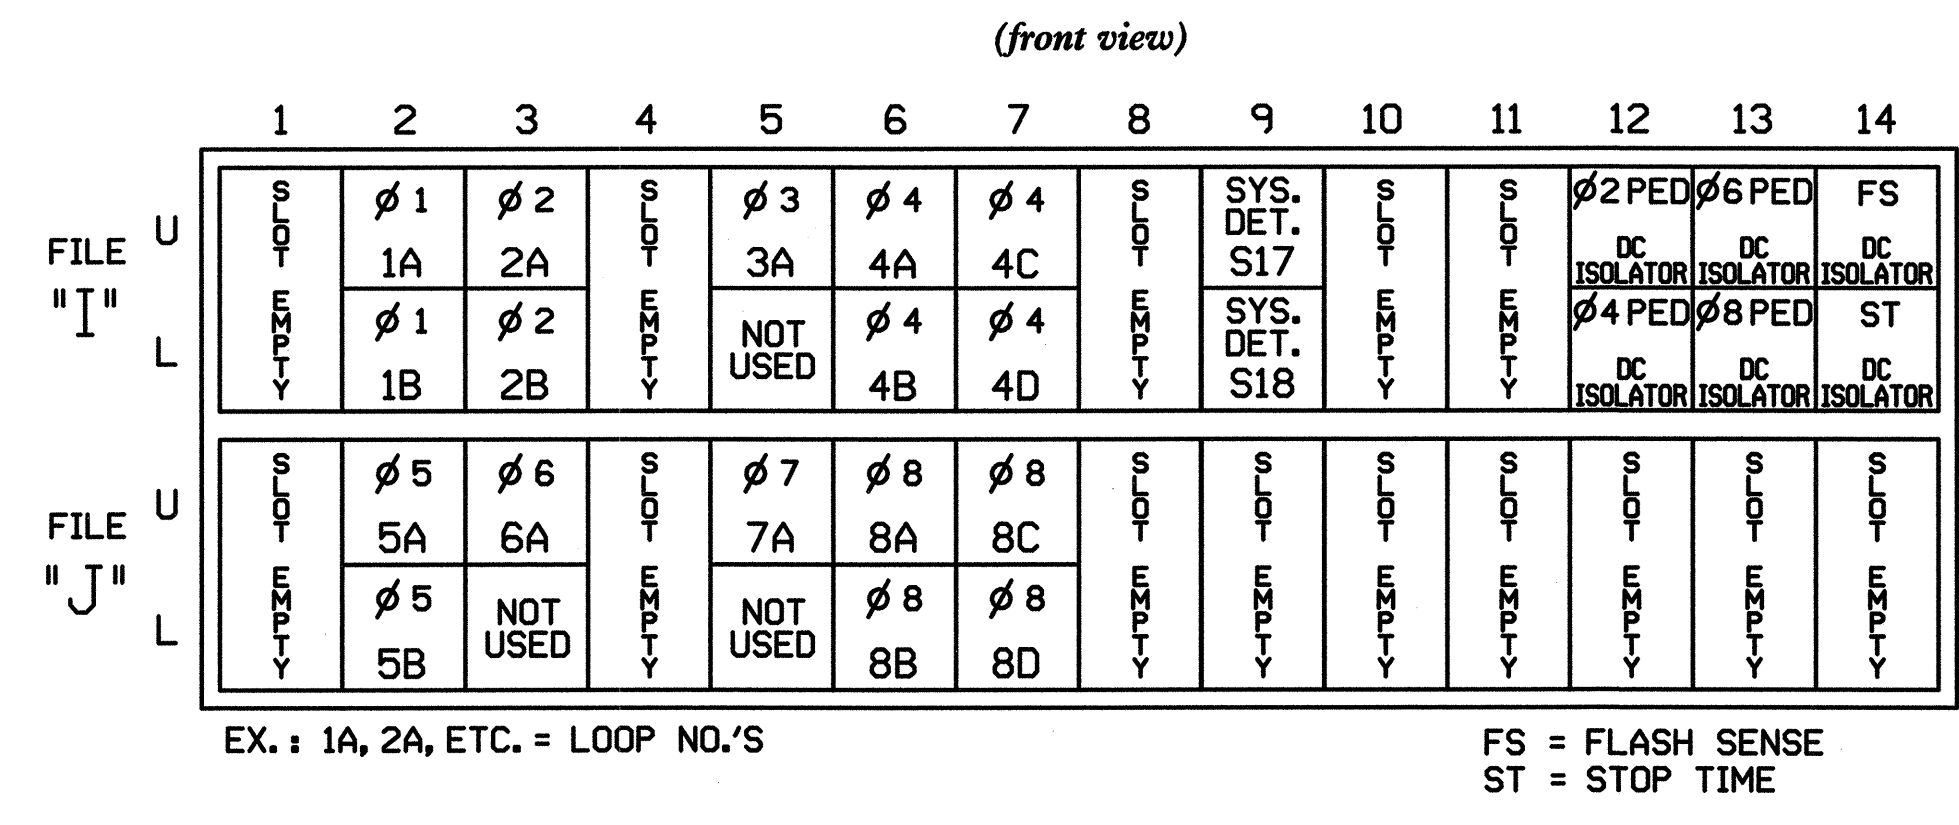 (front view)
1 2 3 4 5 6 7 8 9 10 11 12 13 14
FILE
"I"
U
L
SLOT EMPTY
Ø 1
1A
Ø 1
1B
Ø 2
2A
Ø 2
2B
SLOT EMPTY
Ø 3
3A
NOT
USED
Ø 4
4A
Ø 4
4B
Ø 4
4C
Ø 4
4D
SLOT EMPTY
SYS.
DET.
S17
SYS.
DET.
S18
SLOT EMPTY
SLOT EMPTY
Ø2 PED
DC
ISOLATOR
Ø4 PED
DC
ISOLATOR
Ø6 PED
DC
ISOLATOR
Ø8 PED
DC
ISOLATOR
FS
DC
ISOLATOR
ST
DC
ISOLATOR
FILE
"J"
U
L
SLOT EMPTY
Ø 5
5A
Ø 5
5B
Ø 6
6A
NOT
USED
SLOT EMPTY
Ø 7
7A
NOT
USED
Ø 8
8A
Ø 8
8B
Ø 8
8C
Ø 8
8D
SLOT EMPTY
SLOT EMPTY
SLOT EMPTY
SLOT EMPTY
SLOT EMPTY
SLOT EMPTY
SLOT EMPTY
EX.: 1A, 2A, ETC. = LOOP NO.'S
FS = FLASH SENSE
ST = STOP TIME